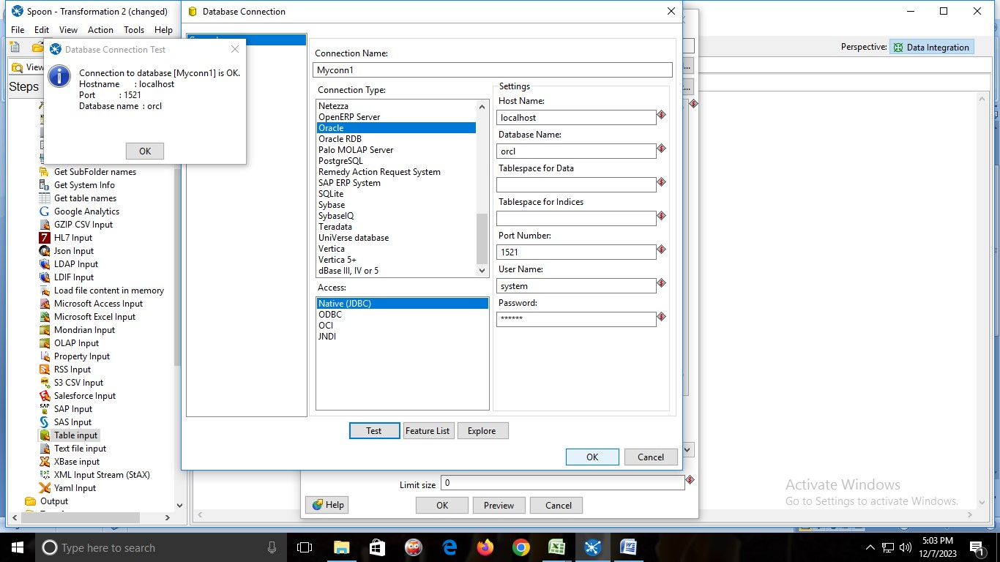 Spoon - Transformation 2 (changed)
File Edit View Action Tools Help
Perspective: Data Integration
View
Steps
Database Connection Test
Connection to database [Myconn1] is OK.
Hostname : localhost
Port : 1521
Database name : orcl
OK
Get SubFolder names
Get System Info
Get table names
Google Analytics
GZIP CSV Input
HL7 Input
Json Input
LDAP Input
LDIF Input
Load file content in memory
Microsoft Access Input
Microsoft Excel Input
Mondrian Input
OLAP Input
Property Input
RSS Input
S3 CSV Input
Salesforce Input
SAP Input
SAS Input
Table input
Text file input
XBase input
XML Input Stream (StAX)
Yaml Input
Output
Database Connection
Connection Name:
Myconn1
Connection Type:
Netezza
OpenERP Server
Oracle
Oracle RDB
Palo MOLAP Server
PostgreSQL
Remedy Action Request System
SAP ERP System
SQLite
Sybase
SybaseIQ
Teradata
UniVerse database
Vertica
Vertica 5+
dBase III, IV or 5
Access:
Native (JDBC)
ODBC
OCI
JNDI
Settings
Host Name:
localhost
Database Name:
orcl
Tablespace for Data
Tablespace for Indices
Port Number:
1521
User Name:
system
Password:
******
Test Feature List Explore
OK Cancel
Limit size 0
Help OK Preview Cancel
Activate Windows
Go to Settings to activate Windows.
Type here to search
5:03 PM
12/7/2023
1